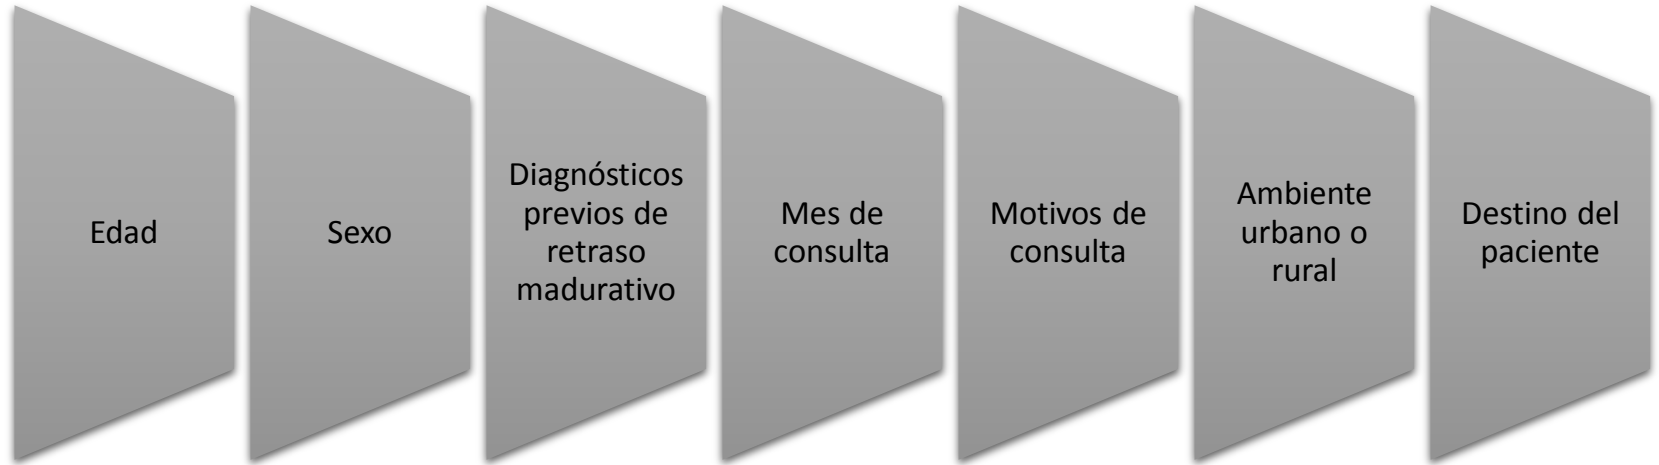 Edad
Sexo
Diagnósticos
previos de
retraso
madurativo
Mes de
consulta
Motivos de
consulta
Ambiente
urbano o
rural
Destino del
paciente